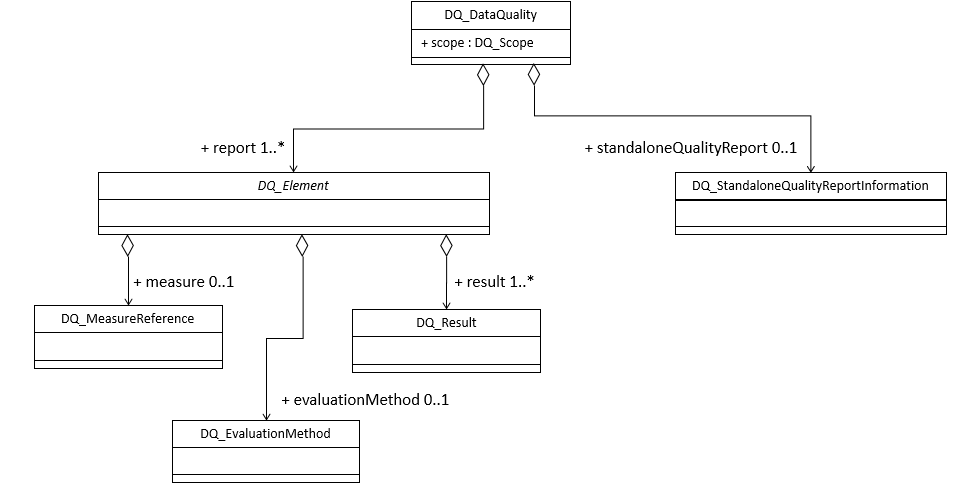 DQ_DataQuality
+ scope : DQ_Scope
+ report 1..*
+ standaloneQualityReport 0..1
DQ_Element
DQ_StandaloneQualityReportInformation
+ measure 0..1
+ result 1..*
DQ_MeasureReference
DQ_Result
+ evaluationMethod 0..1
DQ_EvaluationMethod